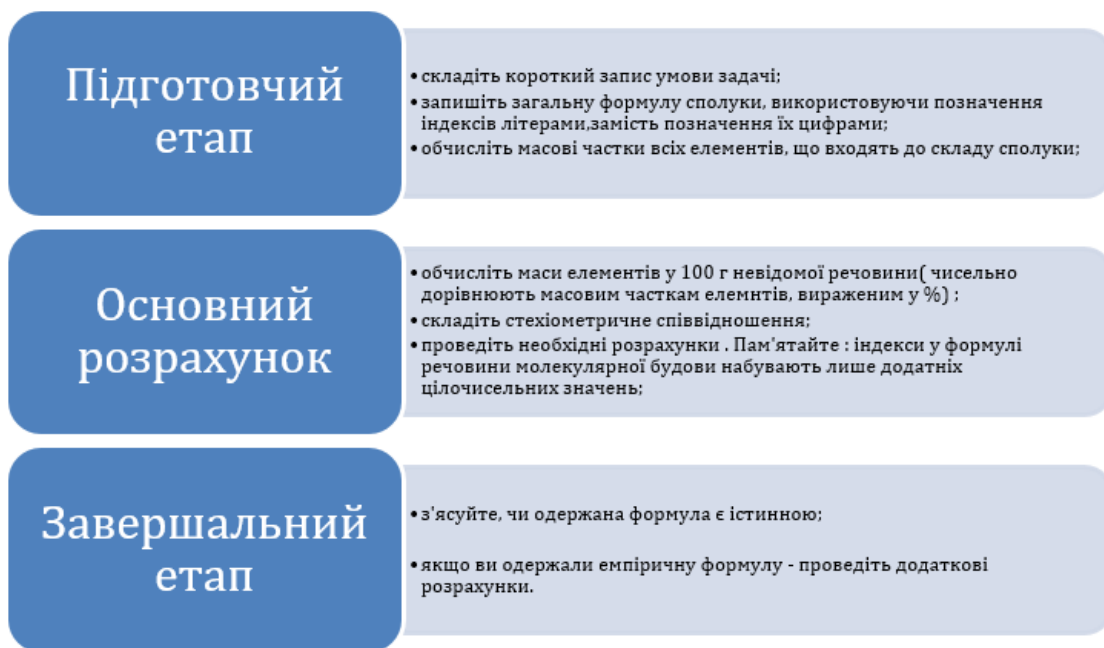 Підготовчий
етап
•складіть короткий запис умови задачі;
•запишіть загальну формулу сполуки, використовуючи позначення
індексів літерами,замість позначення їх цифрами;
•обчисліть масові частки всіх елементів, що входять до складу сполуки;
Основний
розрахунок
•обчисліть маси елементів у 100 г невідомої речовини( чисельно
дорівнюють масовим часткам елемнтів, вираженим у %) ;
•складіть стехіометричне співвідношення;
•проведіть необхідні розрахунки . Пам'ятайте : індекси у формулі
речовини молекулярної будови набувають лише додатніх
цілочисельних значень;
Завершальний
етап
•з'ясуйте, чи одержана формула є істинною;
•якщо ви одержали емпіричну формулу - проведіть додаткові
розрахунки.